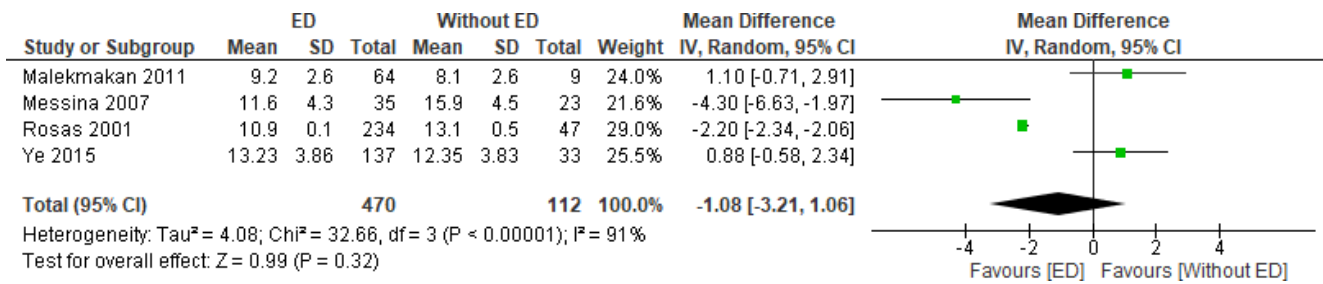 ED Without ED Mean Difference Mean Difference
Study or Subgroup Mean SD Total Mean SD Total Weight IV, Random, 95% CI IV, Random, 95% CI
Malekmakan 2011 9.2 2.6 64 8.1 2.6 9 24.0% 1.10 [-0.71, 2.91]
Messina 2007 11.6 4.3 35 15.9 4.5 23 21.6% -4.30 [-6.63, -1.97]
Rosas 2001 10.9 0.1 234 13.1 0.5 47 29.0% -2.20 [-2.34, -2.06]
Ye 2015 13.23 3.86 137 12.35 3.83 33 25.5% 0.88 [-0.58, 2.34]
Total (95% CI) 470 112 100.0% -1.08 [-3.21, 1.06]
Heterogeneity: Tau² = 4.08; Chi² = 32.66, df = 3 (P < 0.00001); I² = 91%
Test for overall effect: Z = 0.99 (P = 0.32)
-4 -2 0 2 4
Favours [ED] Favours [Without ED]